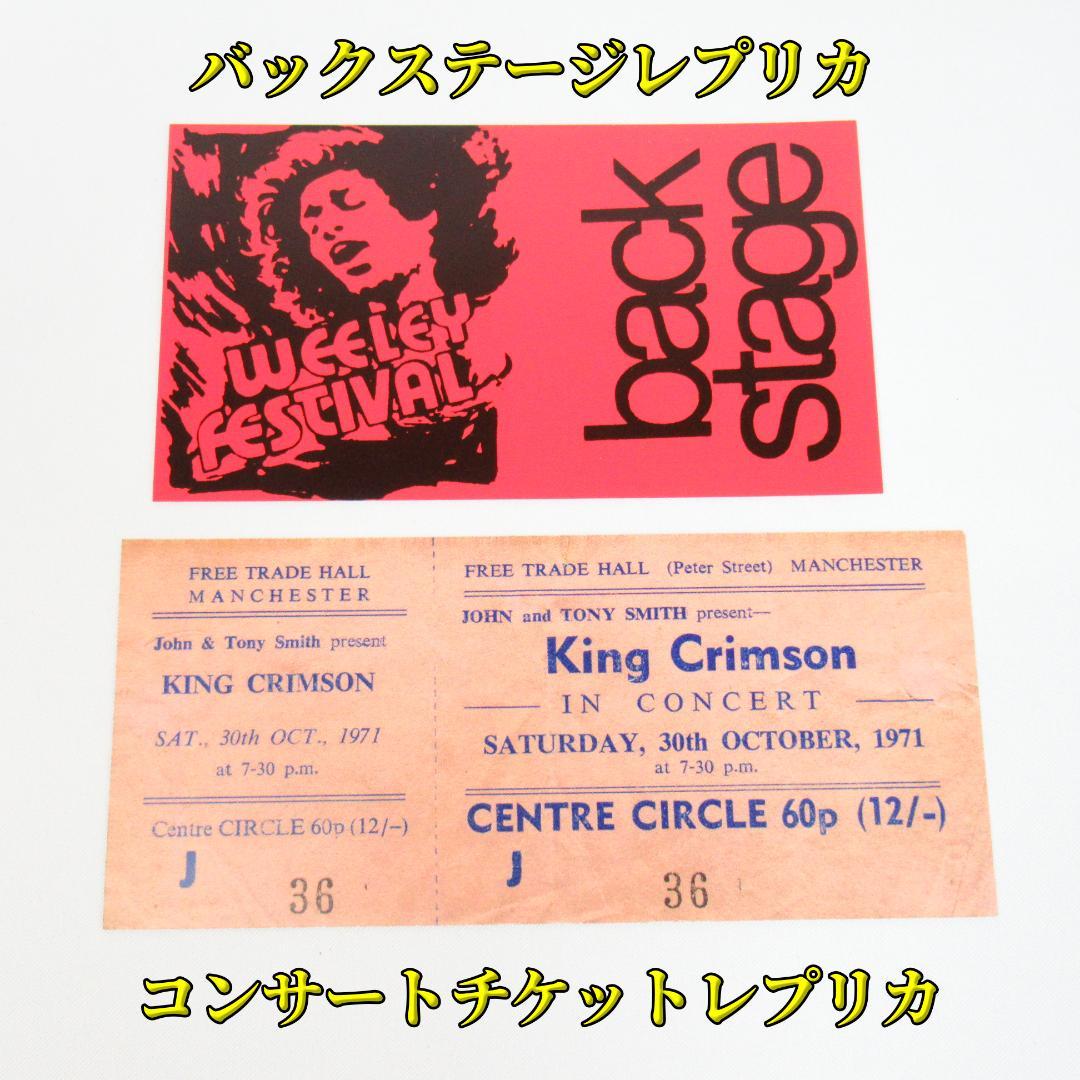 バックステージレプリカ
WEELEY
FESTIVAL
back
stage
FREE TRADE HALL
MANCHESTER
John & Tony Smith present
KING CRIMSON
SAT., 30th OCT., 1971
at 7-30 p.m.
Centre CIRCLE 60p (12/-)
J
36
FREE TRADE HALL (Peter Street) MANCHESTER
JOHN and TONY SMITH present—
King Crimson
IN CONCERT
SATURDAY, 30th OCTOBER, 1971
at 7-30 p.m.
CENTRE CIRCLE 60p (12/-)
J
36
コンサートチケットレプリカ